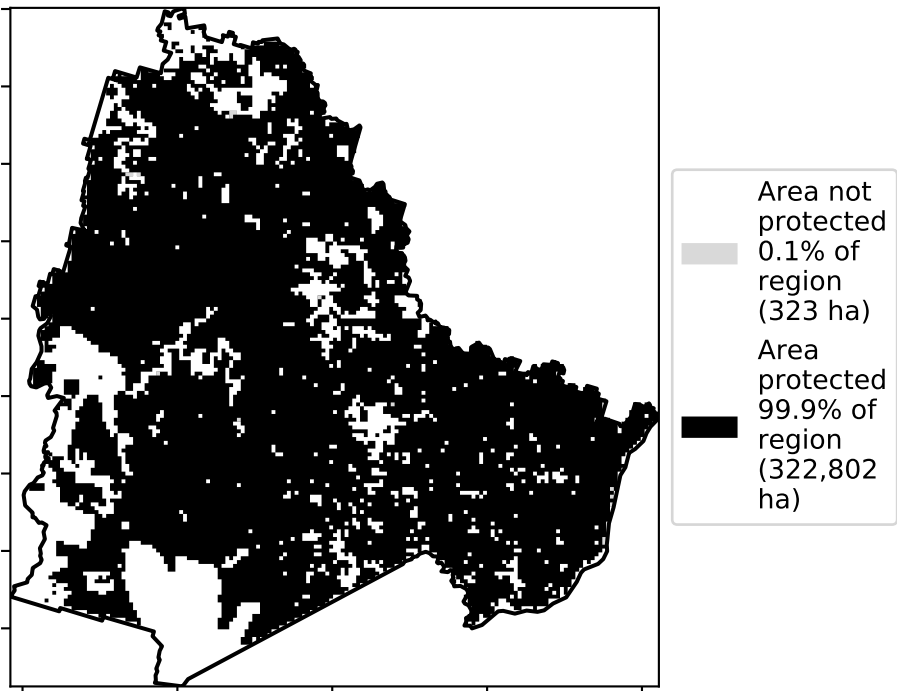 Area not
protected
0.1% of
region
(323 ha)
Area
protected
99.9% of
region
(322,802
ha)